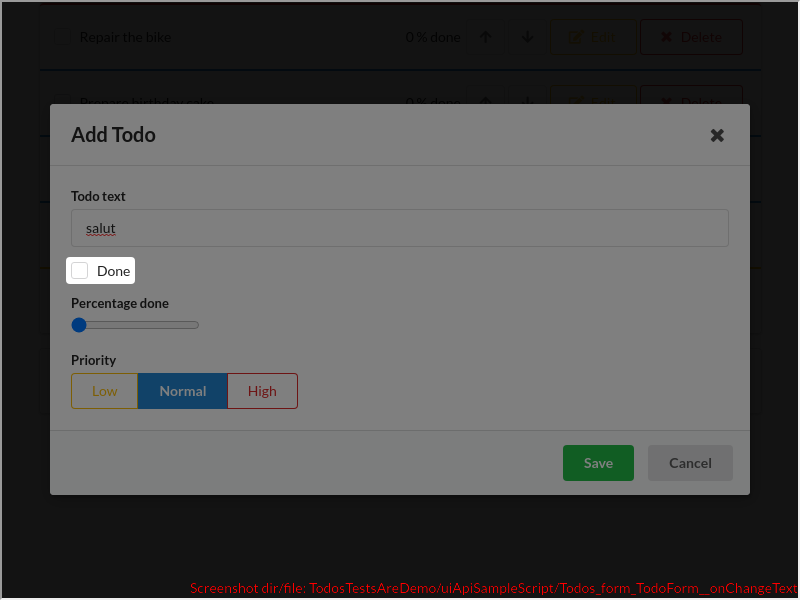 Repair the bike 0 % done Edit Delete
Prepare birthday cake 0 % done Edit Delete
Add Todo
Todo text
salut
Done
Percentage done
Priority
Low Normal High
Save Cancel
Screenshot dir/file: TodosTestsAreDemo/uiApiSampleScript/Todos_form_TodoForm__onChangeText